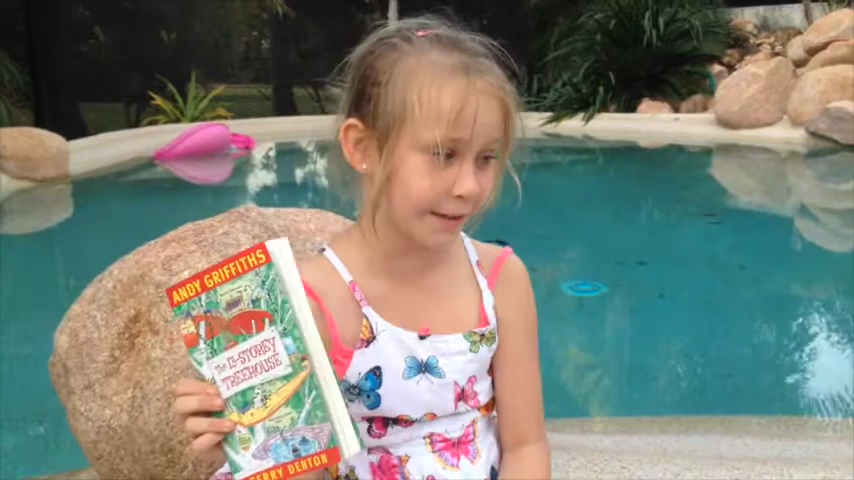 ANDY GRIFFITHS
The 13-STOREY
TREEHOUSE
TERRY DENTON